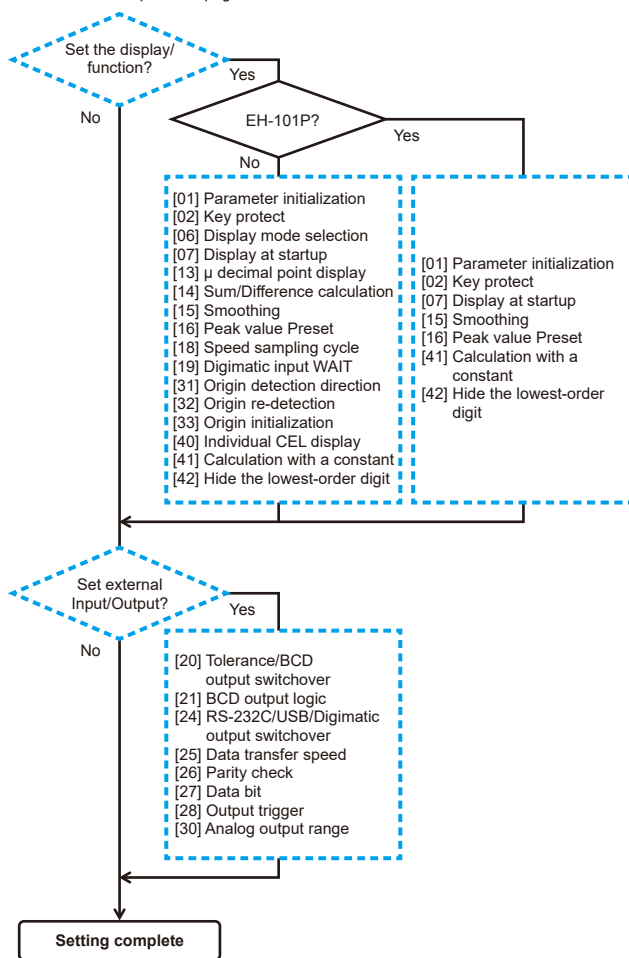 Set the display/
function?
Yes
No
EH-101P?
Yes
No
[01] Parameter initialization
[02] Key protect
[06] Display mode selection
[07] Display at startup
[13] µ decimal point display
[14] Sum/Difference calculation
[15] Smoothing
[16] Peak value Preset
[18] Speed sampling cycle
[19] Digimatic input WAIT
[31] Origin detection direction
[32] Origin re-detection
[33] Origin initialization
[40] Individual CEL display
[41] Calculation with a constant
[42] Hide the lowest-order digit
[01] Parameter initialization
[02] Key protect
[07] Display at startup
[15] Smoothing
[16] Peak value Preset
[41] Calculation with a
constant
[42] Hide the lowest-order
digit
Set external
Input/Output?
Yes
No
[20] Tolerance/BCD
output switchover
[21] BCD output logic
[24] RS-232C/USB/Digimatic
output switchover
[25] Data transfer speed
[26] Parity check
[27] Data bit
[28] Output trigger
[30] Analog output range
Setting complete